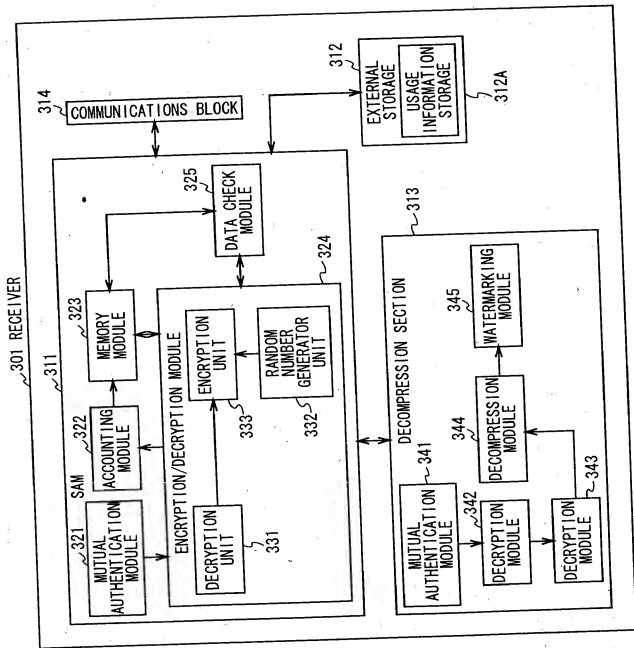 301 RECEIVER
311
SAM
321
MUTUAL
AUTHENTICATION
MODULE
322
ACCOUNTING
MODULE
323
MEMORY
MODULE
325
DATA CHECK
MODULE
324
ENCRYPTION/DECRYPTION MODULE
DECRYPTION
UNIT
331
ENCRYPTION
UNIT
333
RANDOM
NUMBER
GENERATOR
UNIT
332
314
COMMUNICATIONS BLOCK
312
EXTERNAL
STORAGE
USAGE
INFORMATION
STORAGE
312A
313
DECOMPRESSION SECTION
341
MUTUAL
AUTHENTICATION
MODULE
342
DECRYPTION
MODULE
DECRYPTION
MODULE
343
344
DECOMPRESSION
MODULE
345
WATERMARKING
MODULE